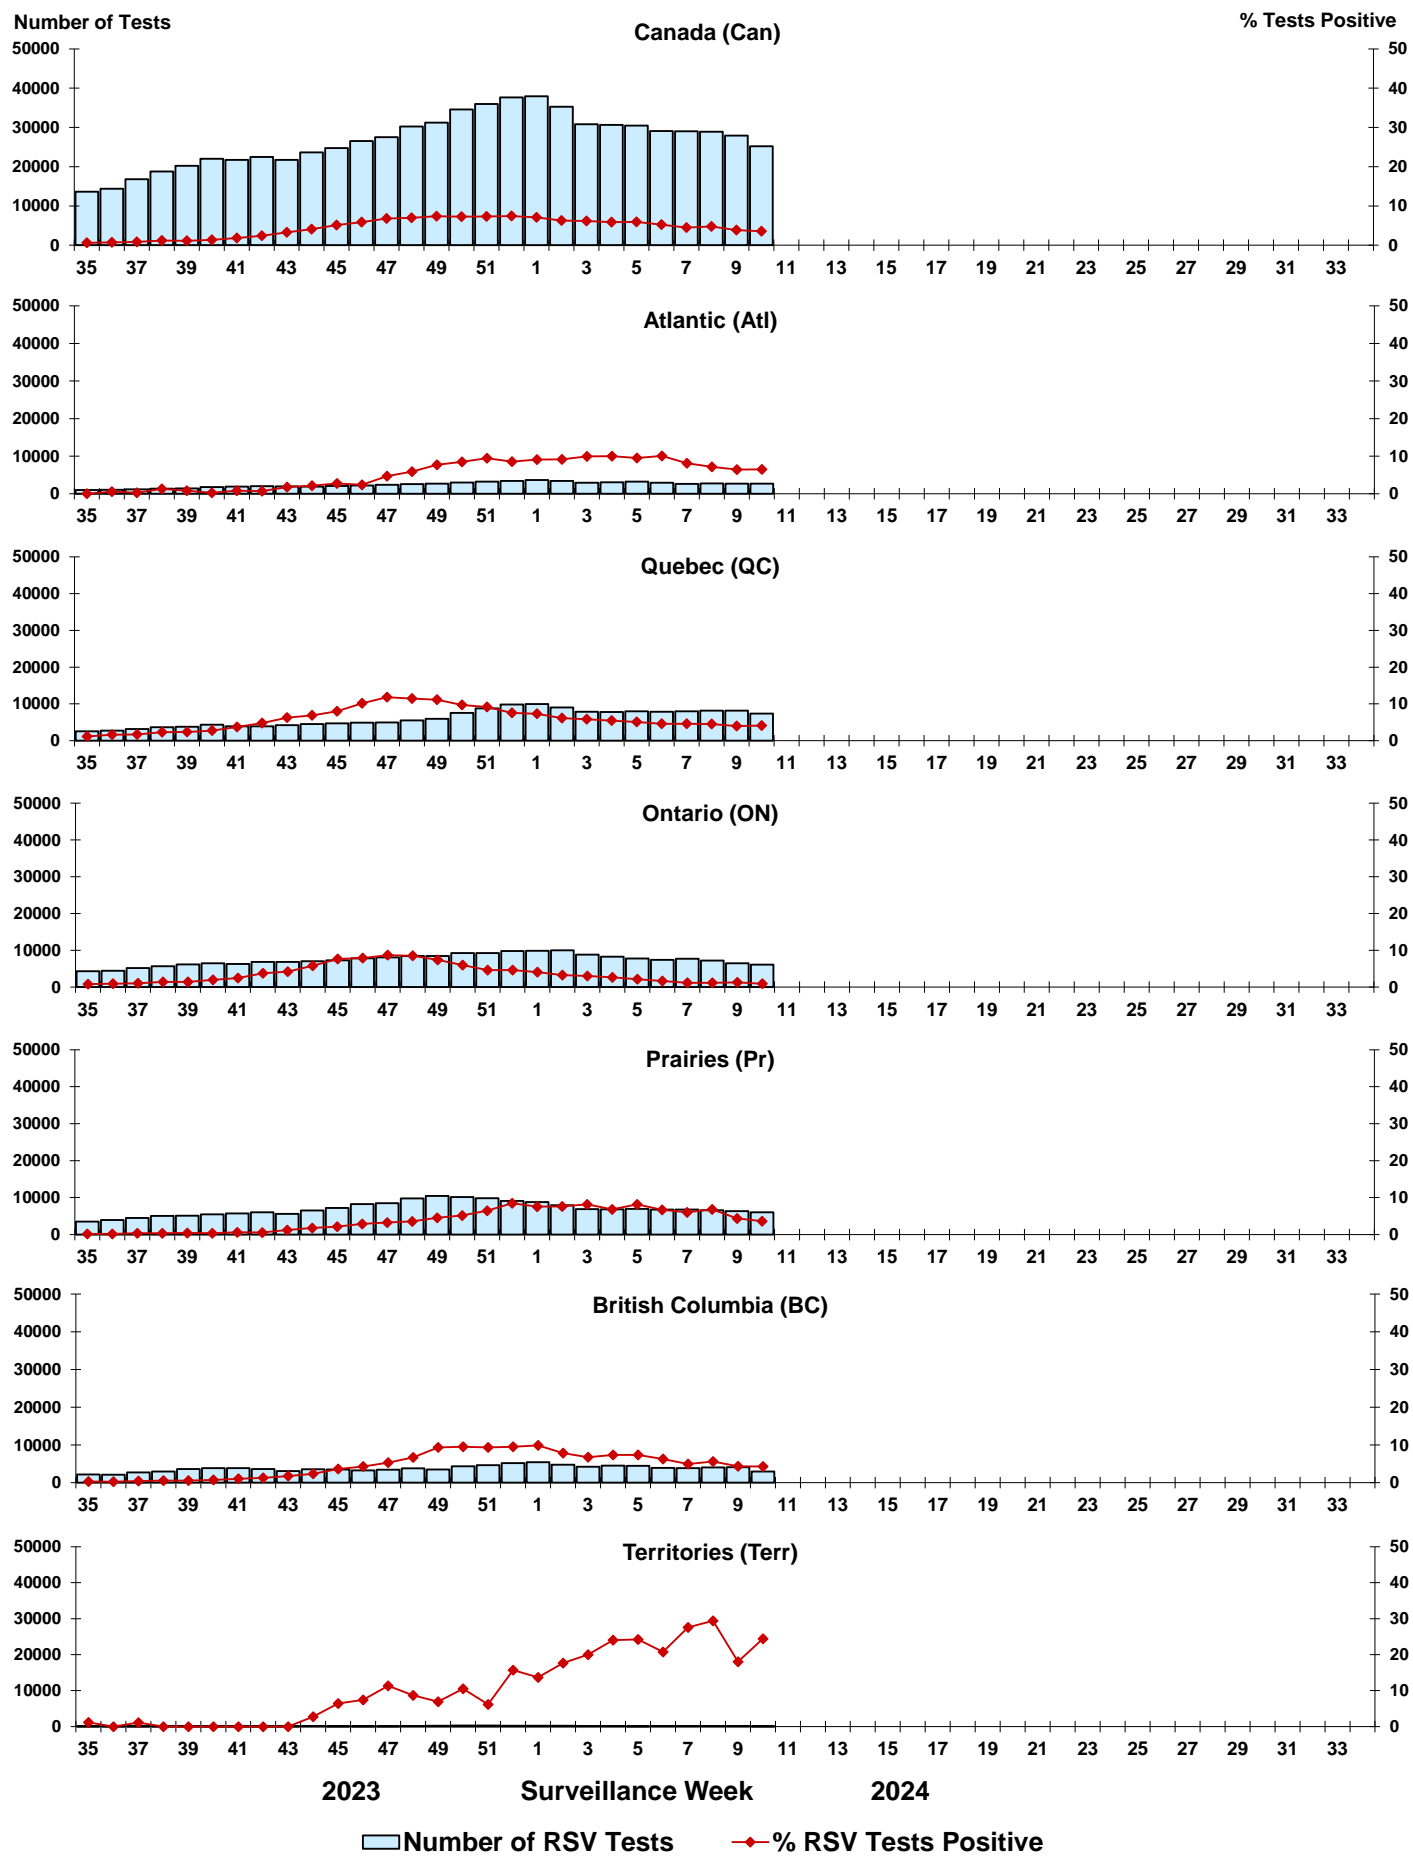 Number of Tests
% Tests Positive
Canada (Can)
50000 50
40000 40
30000 30
20000 20
10000 10
0 0
35 37 39 41 43 45 47 49 51 1 3 5 7 9 11 13 15 17 19 21 23 25 27 29 31 33
Atlantic (Atl)
50000 50
40000 40
30000 30
20000 20
10000 10
0 0
35 37 39 41 43 45 47 49 51 1 3 5 7 9 11 13 15 17 19 21 23 25 27 29 31 33
Quebec (QC)
50000 50
40000 40
30000 30
20000 20
10000 10
0 0
35 37 39 41 43 45 47 49 51 1 3 5 7 9 11 13 15 17 19 21 23 25 27 29 31 33
Ontario (ON)
50000 50
40000 40
30000 30
20000 20
10000 10
0 0
35 37 39 41 43 45 47 49 51 1 3 5 7 9 11 13 15 17 19 21 23 25 27 29 31 33
Prairies (Pr)
50000 50
40000 40
30000 30
20000 20
10000 10
0 0
35 37 39 41 43 45 47 49 51 1 3 5 7 9 11 13 15 17 19 21 23 25 27 29 31 33
British Columbia (BC)
50000 50
40000 40
30000 30
20000 20
10000 10
0 0
35 37 39 41 43 45 47 49 51 1 3 5 7 9 11 13 15 17 19 21 23 25 27 29 31 33
Territories (Terr)
50000 50
40000 40
30000 30
20000 20
10000 10
0 0
35 37 39 41 43 45 47 49 51 1 3 5 7 9 11 13 15 17 19 21 23 25 27 29 31 33
2023 Surveillance Week 2024
Number of RSV Tests % RSV Tests Positive